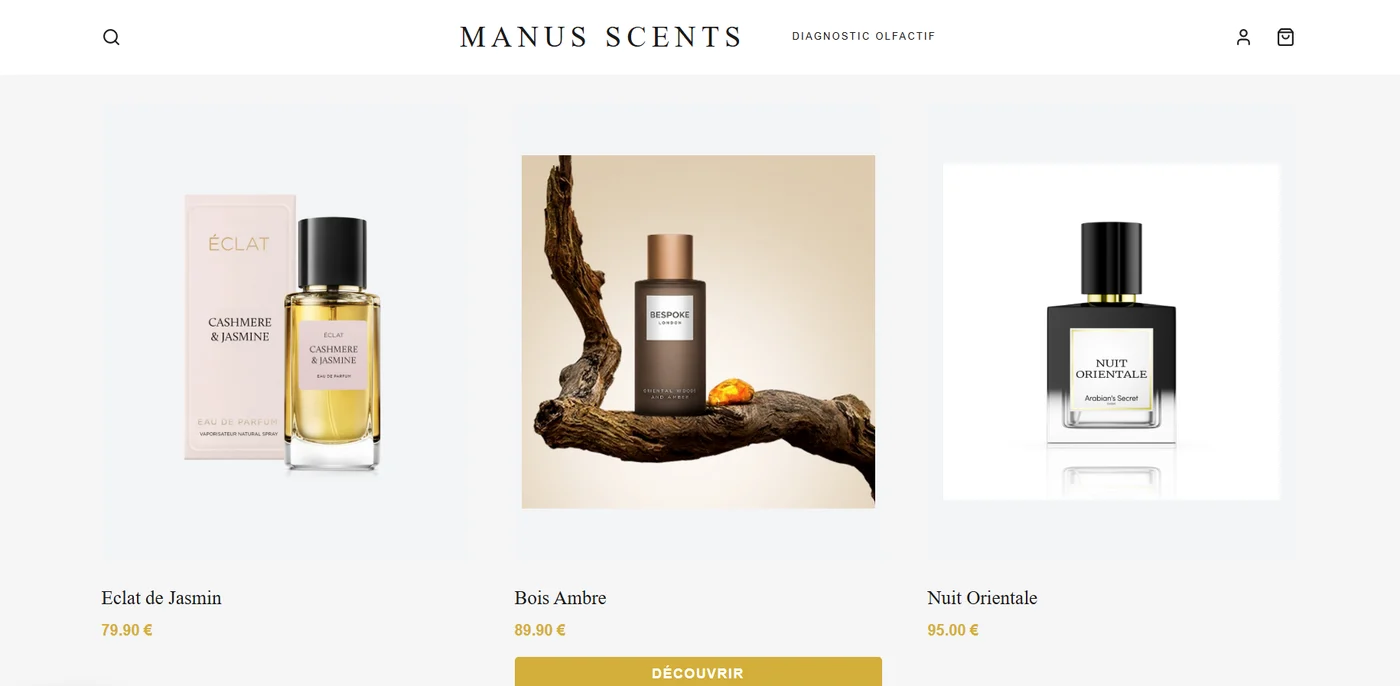 MANUS SCENTS
DIAGNOSTIC OLFACTIF
ÉCLAT
CASHMERE
& JASMINE
EAU DE PARFUM
VAPORISATEUR NATURAL SPRAY
ÉCLAT
CASHMERE
& JASMINE
EAU DE PARFUM
BESPOKE
LONDON
ORIENTAL WOODS
AND AMBER
NUIT
ORIENTALE
Arabian's Secret
Eclat de Jasmin
79.90 €
Bois Ambre
89.90 €
DÉCOUVRIR
Nuit Orientale
95.00 €